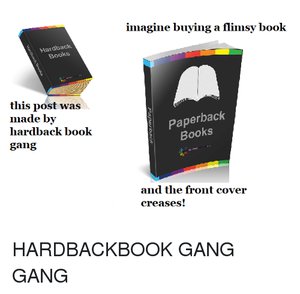 imagine buying a flimsy book
Hardback
Books
this post was
made by
hardback book
gang
Paperback
Books
Paperback
and the front cover
creases!
HARDBACKBOOK GANG
GANG